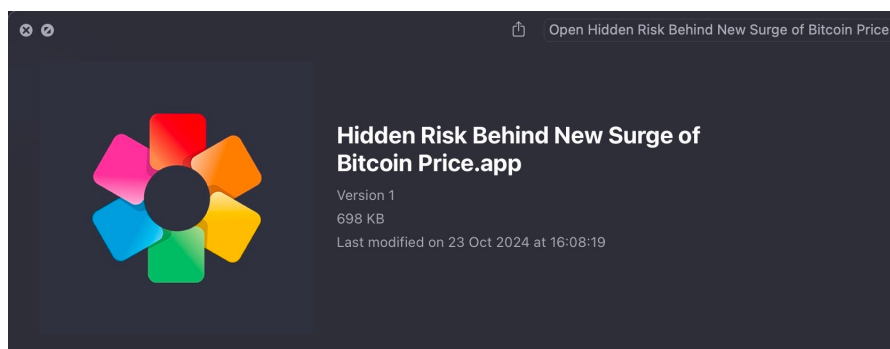 Open Hidden Risk Behind New Surge of Bitcoin Price
Hidden Risk Behind New Surge of
Bitcoin Price.app
Version 1
698 KB
Last modified on 23 Oct 2024 at 16:08:19